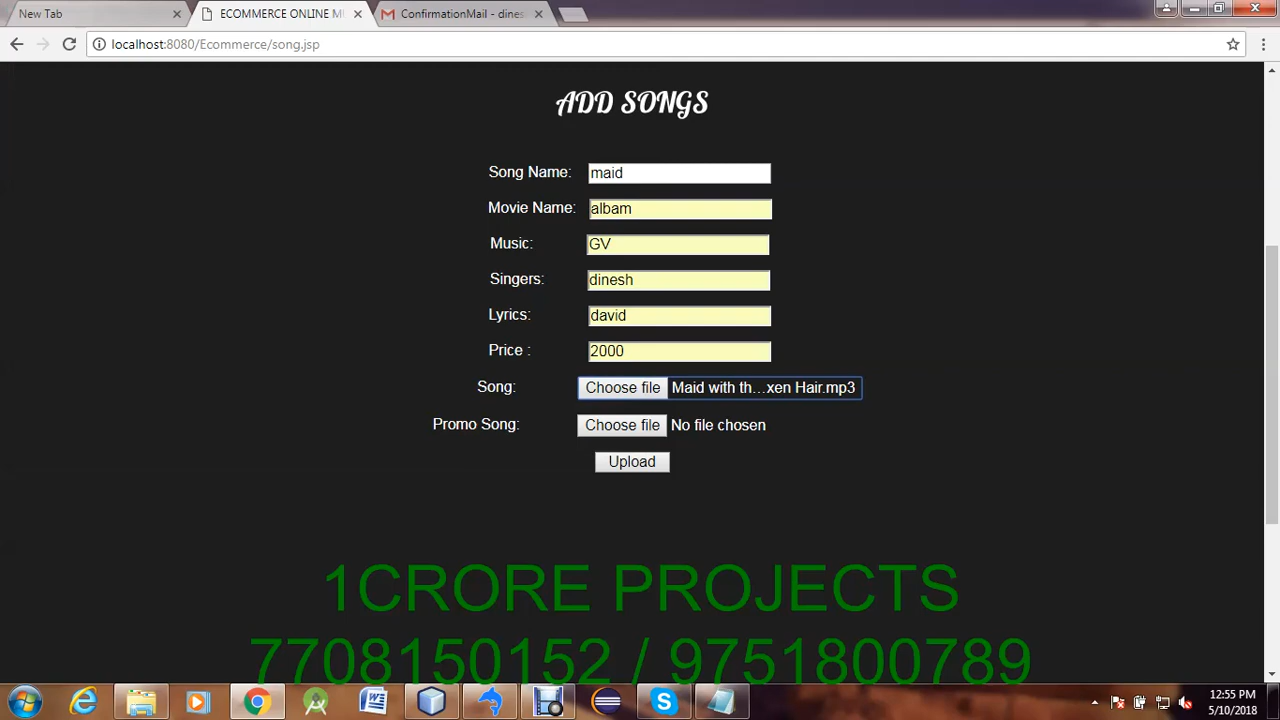 New Tab
ECOMMERCE ONLINE MU
ConfirmationMail - dines
localhost:8080/Ecommerce/song.jsp
ADD SONGS
Song Name: maid
Movie Name: albam
Music: GV
Singers: dinesh
Lyrics: david
Price : 2000
Song: Choose file Maid with th...xen Hair.mp3
Promo Song: Choose file No file chosen
Upload
1CRORE PROJECTS
7708150152 / 9751800789
12:55 PM
5/10/2018